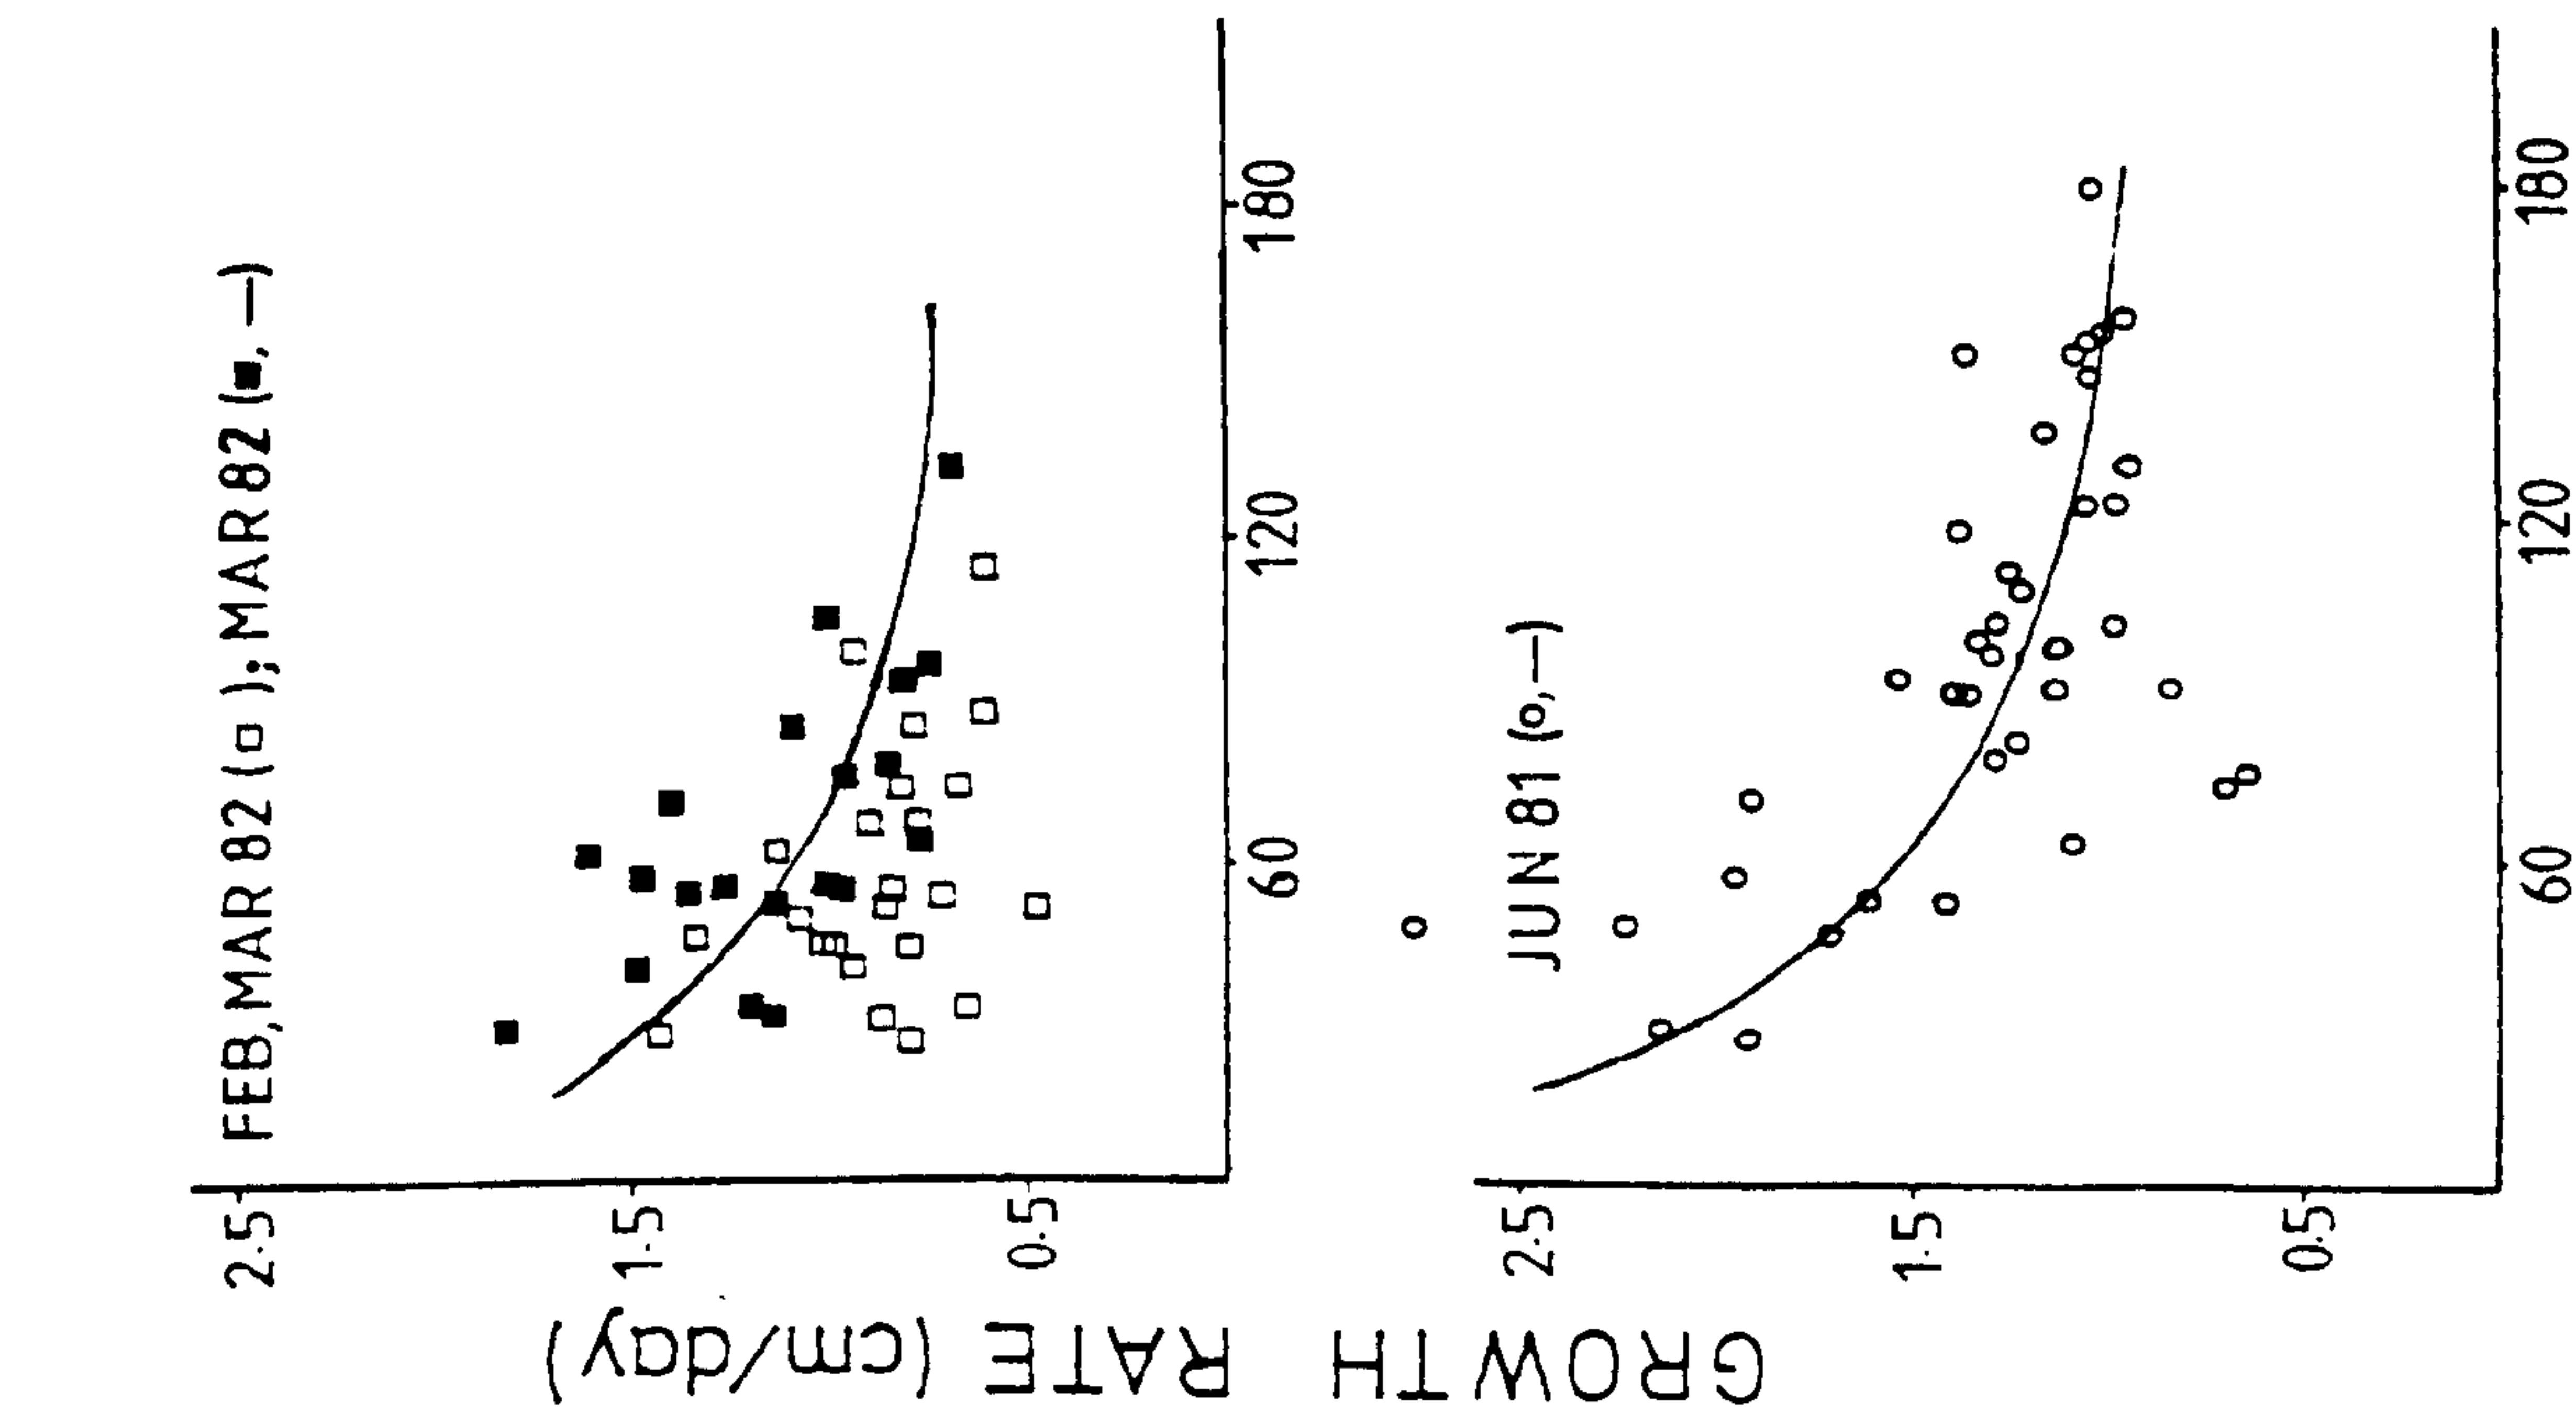 GROWTH RATE (cm/day)
FEB, MAR 82 (□); MAR 82 (■, —)
2·5
1·5
0·5
60 120 180
JUN 81 (o, —)
2·5
1·5
0·5
60 120 180